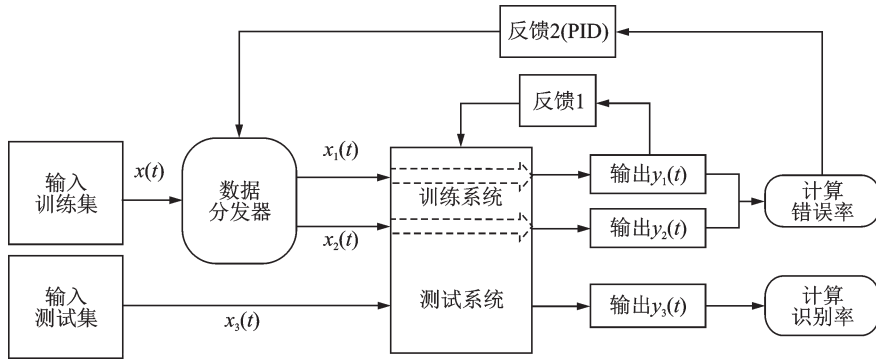 反馈2(PID)
反馈1
输入
训练集
x(t)
数据
分发器
x₁(t)
x₂(t)
训练系统
输出y₁(t)
输出y₂(t)
计算
错误率
输入
测试集
x₃(t)
测试系统
输出y₃(t)
计算
识别率